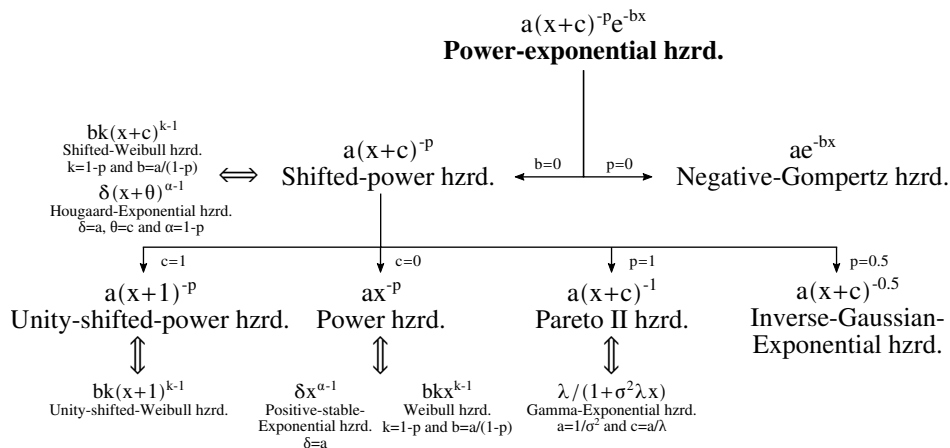 a(x+c)^-p e^-bx
Power-exponential hzrd.
b=0
p=0
bk(x+c)^k-1
Shifted-Weibull hzrd.
k=1-p and b=a/(1-p)
δ(x+θ)^α-1
Hougaard-Exponential hzrd.
δ=a, θ=c and α=1-p
⇔
a(x+c)^-p
Shifted-power hzrd.
ae^-bx
Negative-Gompertz hzrd.
c=1
c=0
p=1
p=0.5
a(x+1)^-p
Unity-shifted-power hzrd.
ax^-p
Power hzrd.
a(x+c)^-1
Pareto II hzrd.
a(x+c)^-0.5
Inverse-Gaussian-
Exponential hzrd.
bk(x+1)^k-1
Unity-shifted-Weibull hzrd.
δx^α-1
Positive-stable-
Exponential hzrd.
δ=a
bkx^k-1
Weibull hzrd.
k=1-p and b=a/(1-p)
λ/(1+σ²λx)
Gamma-Exponential hzrd.
a=1/σ² and c=a/λ